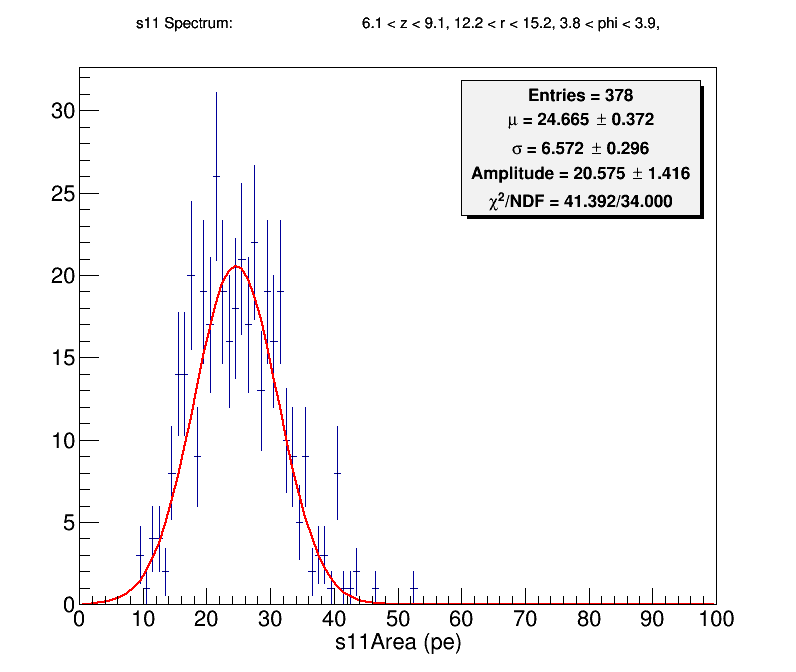 s11 Spectrum: 6.1 < z < 9.1, 12.2 < r < 15.2, 3.8 < phi < 3.9,
Entries = 378
μ = 24.665 ± 0.372
σ = 6.572 ± 0.296
Amplitude = 20.575 ± 1.416
χ²/NDF = 41.392/34.000
30
25
20
15
10
5
0
0 10 20 30 40 50 60 70 80 90 100
s11Area (pe)